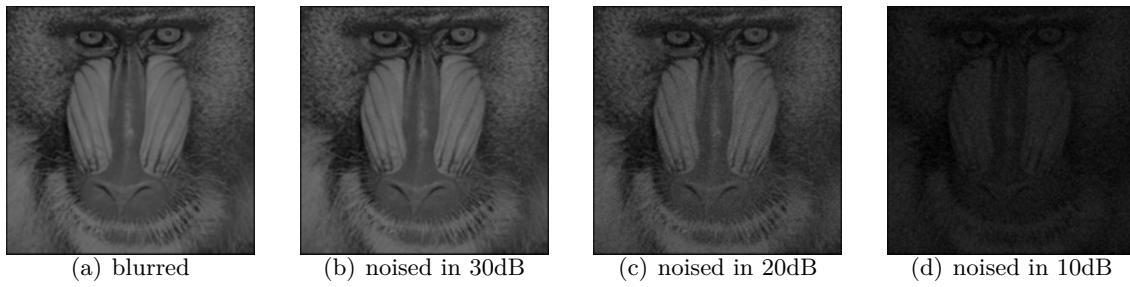 (a) blurred
(b) noised in 30dB
(c) noised in 20dB
(d) noised in 10dB